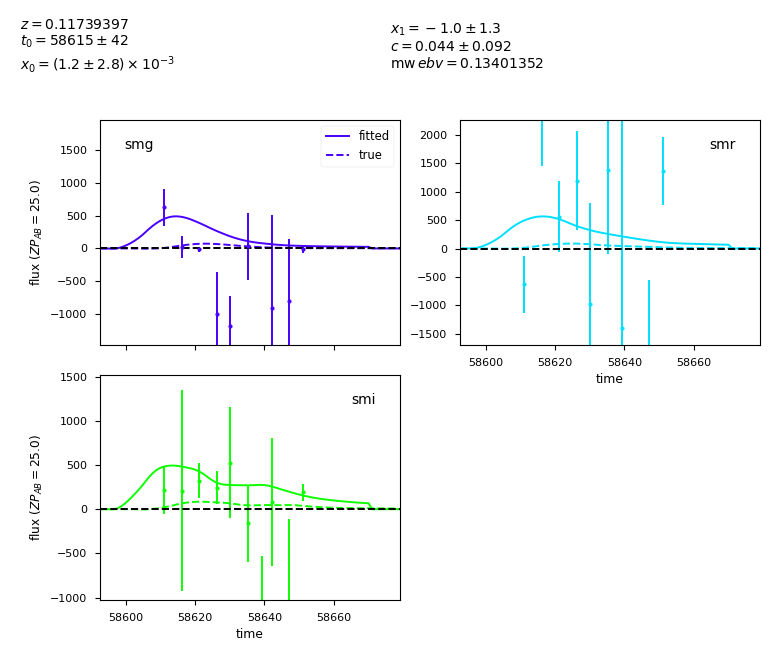 z = 0.11739397
t₀ = 58615 ± 42
x₀ = (1.2 ± 2.8) × 10⁻³
x₁ = −1.0 ± 1.3
c = 0.044 ± 0.092
mw ebv = 0.13401352
smg
fitted
true
1500
1000
500
0
−500
−1000
flux (ZP_AB = 25.0)
smr
2000
1500
1000
500
0
−500
−1000
−1500
58600 58620 58640 58660
time
smi
1500
1000
500
0
−500
−1000
flux (ZP_AB = 25.0)
58600 58620 58640 58660
time